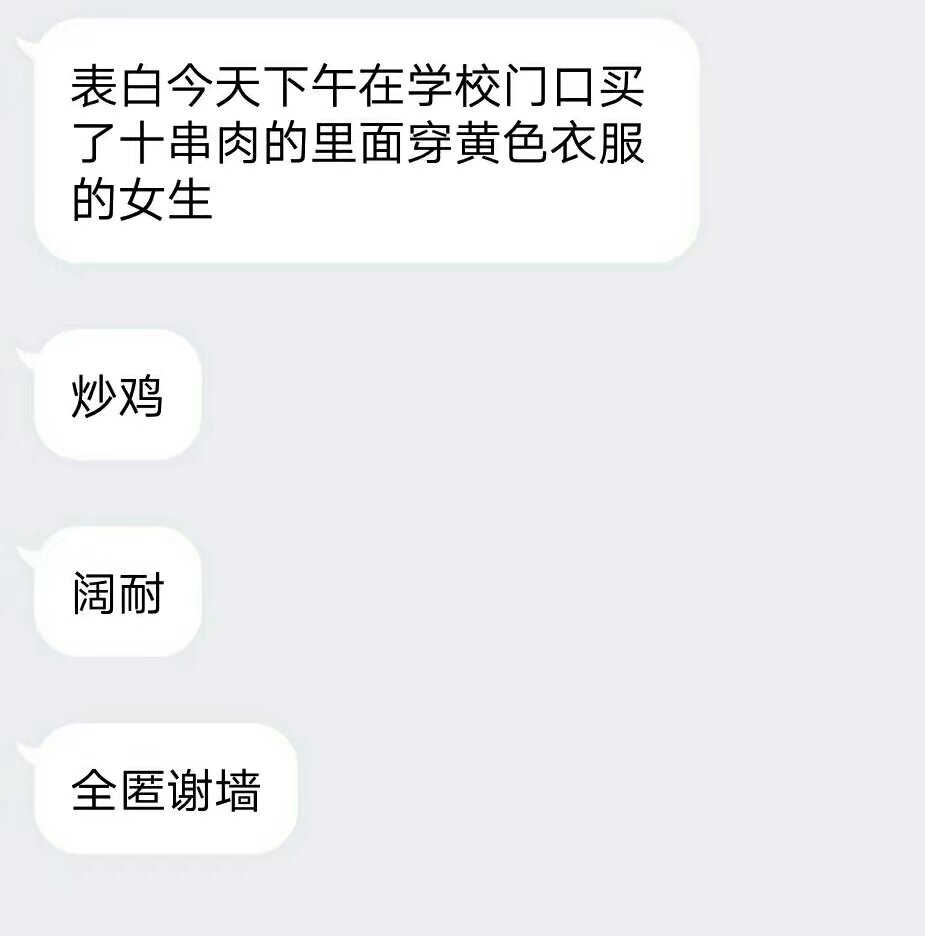 表白今天下午在学校门口买
了十串肉的里面穿黄色衣服
的女生
炒鸡
阔耐
全匿谢墙